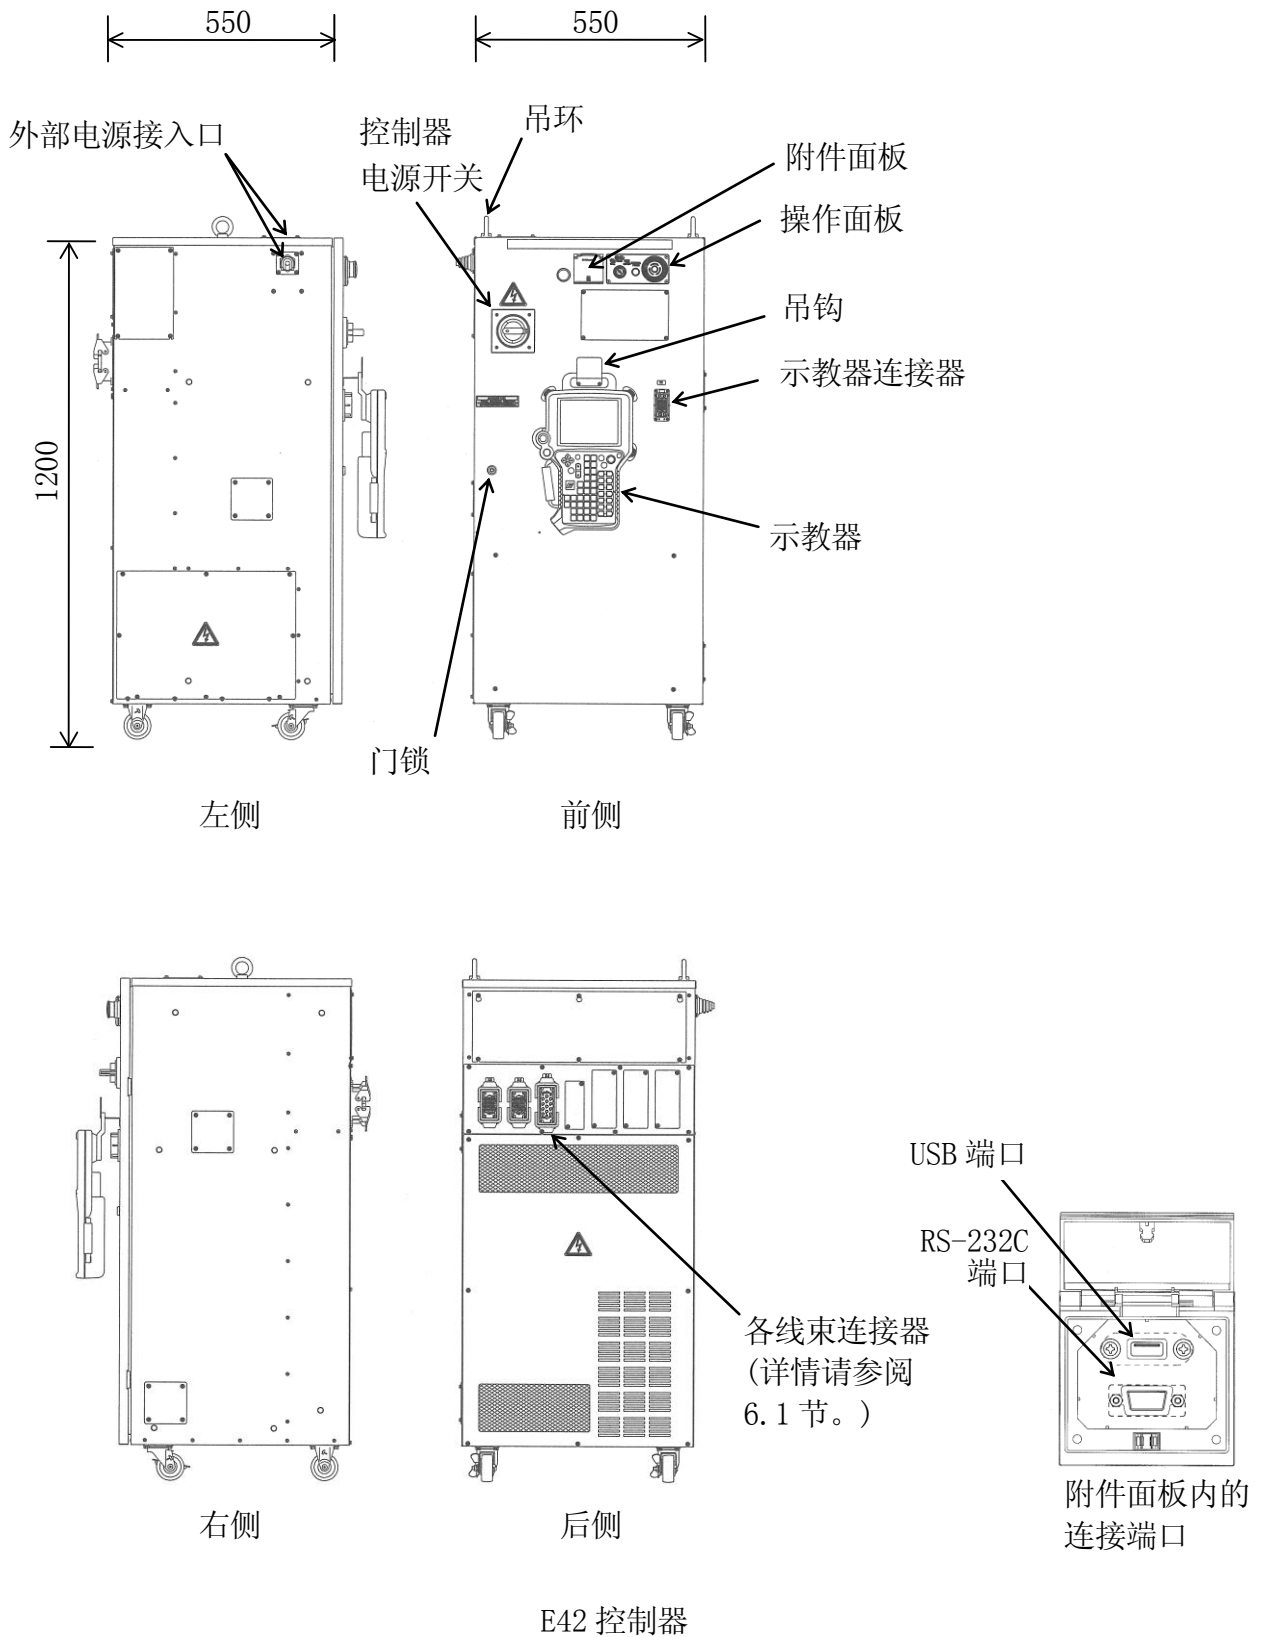 550
550
外部电源接入口
控制器
电源开关
吊环
附件面板
操作面板
吊钩
示教器连接器
示教器
1200
门锁
左侧
前侧
USB 端口
RS-232C
端口
各线束连接器
(详情请参阅
6.1 节。)
附件面板内的
连接端口
右侧
后侧
E42 控制器